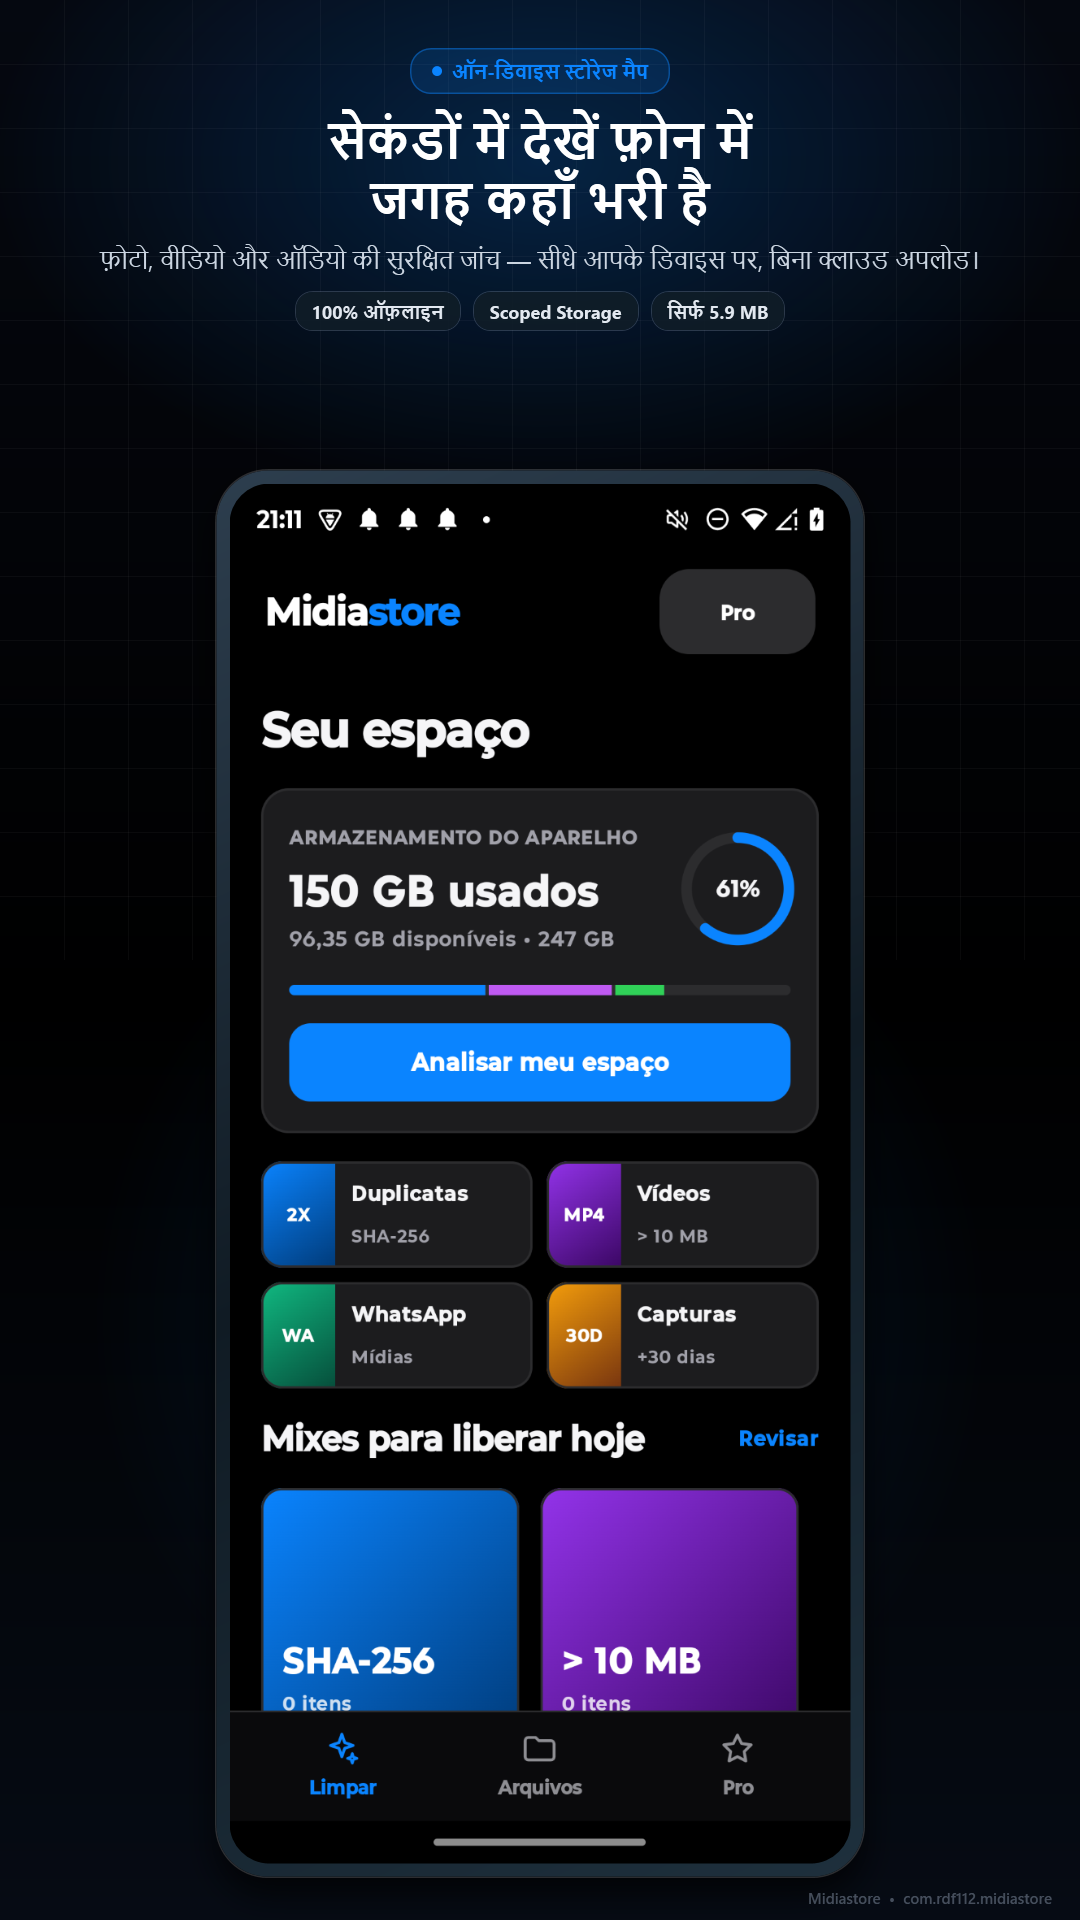 ऑन-डिवाइस स्टोरेज मैप
सेकंडों में देखें फ़ोन में
जगह कहाँ भरी है
फ़ोटो, वीडियो और ऑडियो की सुरक्षित जांच — सीधे आपके डिवाइस पर, बिना क्लाउड अपलोड।
100% ऑफ़लाइन
Scoped Storage
सिर्फ 5.9 MB
21:11
Midiastore
Pro
Seu espaço
ARMAZENAMENTO DO APARELHO
150 GB usados
61%
96,35 GB disponíveis • 247 GB
Analisar meu espaço
2X
Duplicatas
SHA-256
MP4
Vídeos
> 10 MB
WA
WhatsApp
Mídias
30D
Capturas
+30 dias
Mixes para liberar hoje
Revisar
SHA-256
0 itens
> 10 MB
0 itens
Limpar
Arquivos
Pro
Midiastore • com.rdf112.midiastore